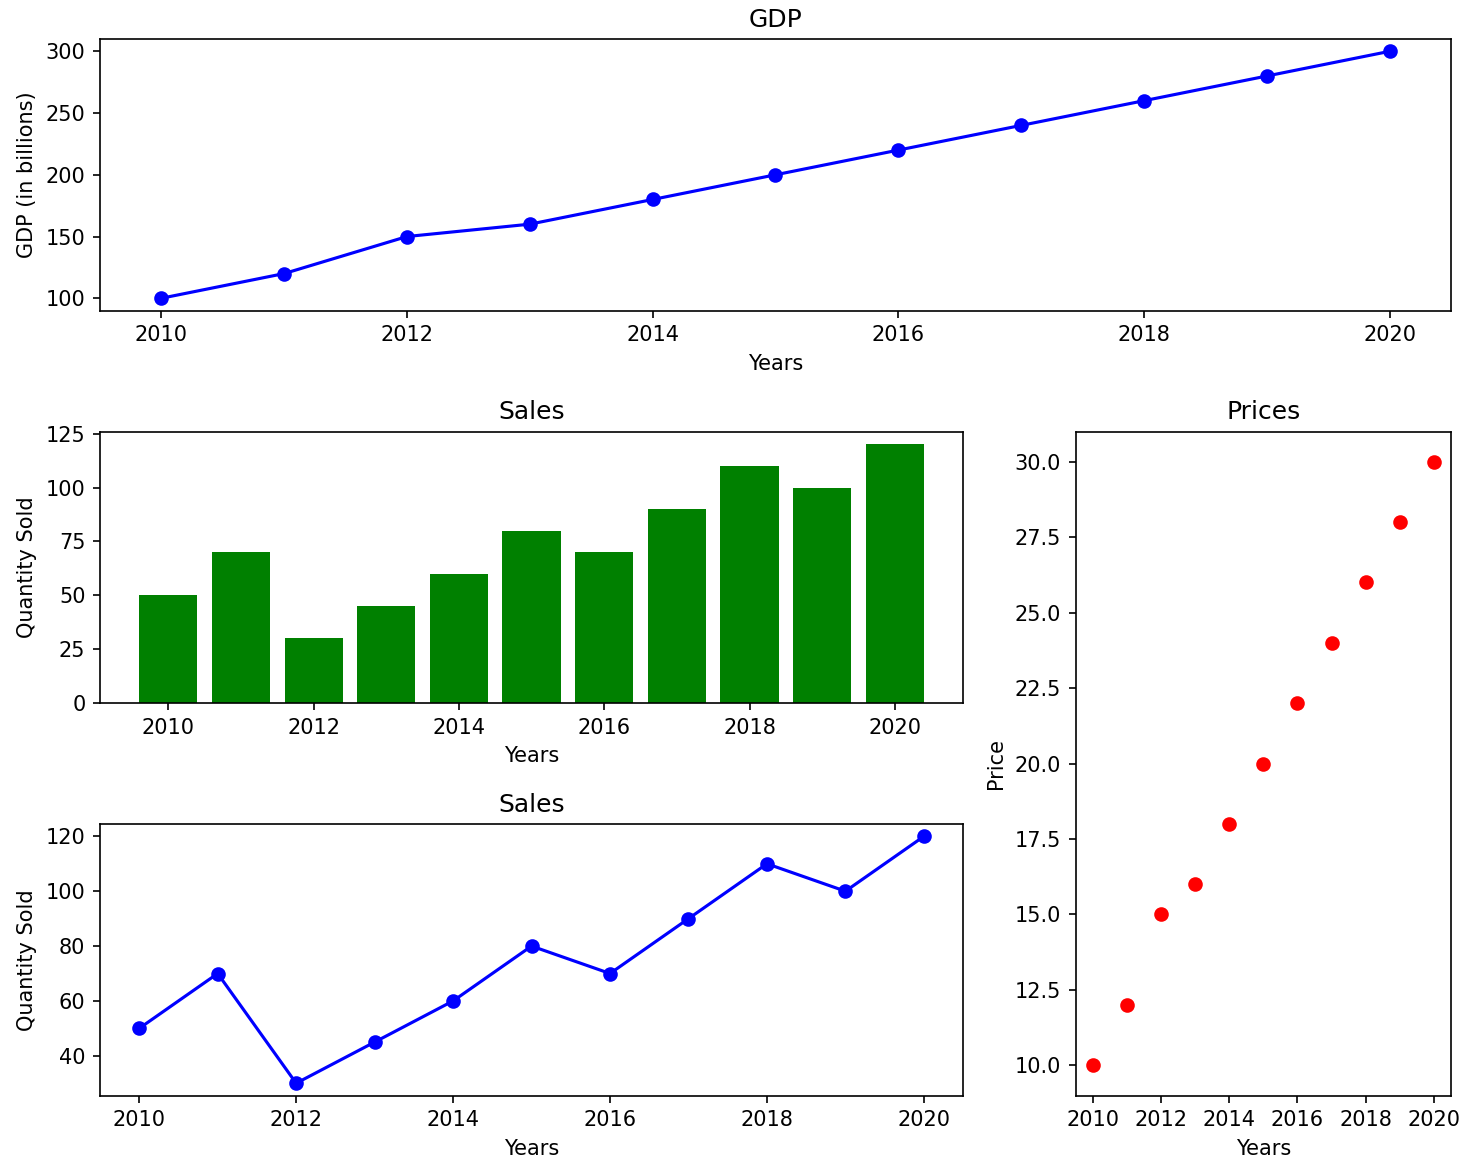 GDP
GDP (in billions)
300
250
200
150
100
2010 2012 2014 2016 2018 2020
Years
Sales
Quantity Sold
125
100
75
50
25
0
2010 2012 2014 2016 2018 2020
Years
Sales
Quantity Sold
120
100
80
60
40
2010 2012 2014 2016 2018 2020
Years
Prices
Price
30.0
27.5
25.0
22.5
20.0
17.5
15.0
12.5
10.0
2010 2012 2014 2016 2018 2020
Years